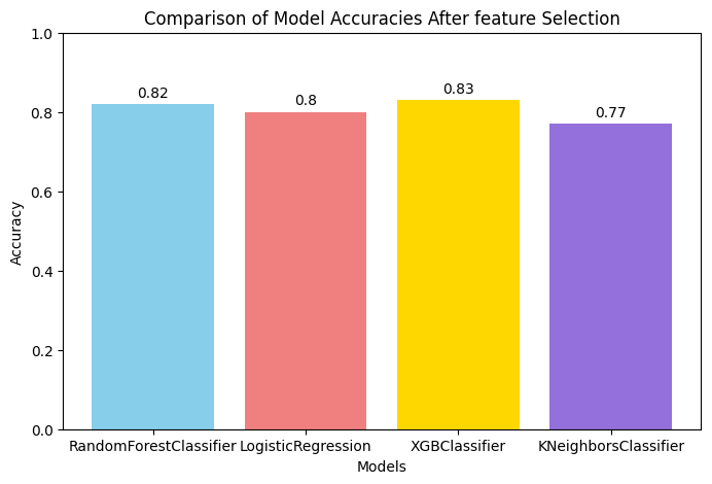 Comparison of Model Accuracies After feature Selection
1.0
0.8
0.6
0.4
0.2
0.0
Accuracy
0.82
0.8
0.83
0.77
RandomForestClassifier LogisticRegression XGBClassifier KNeighborsClassifier
Models